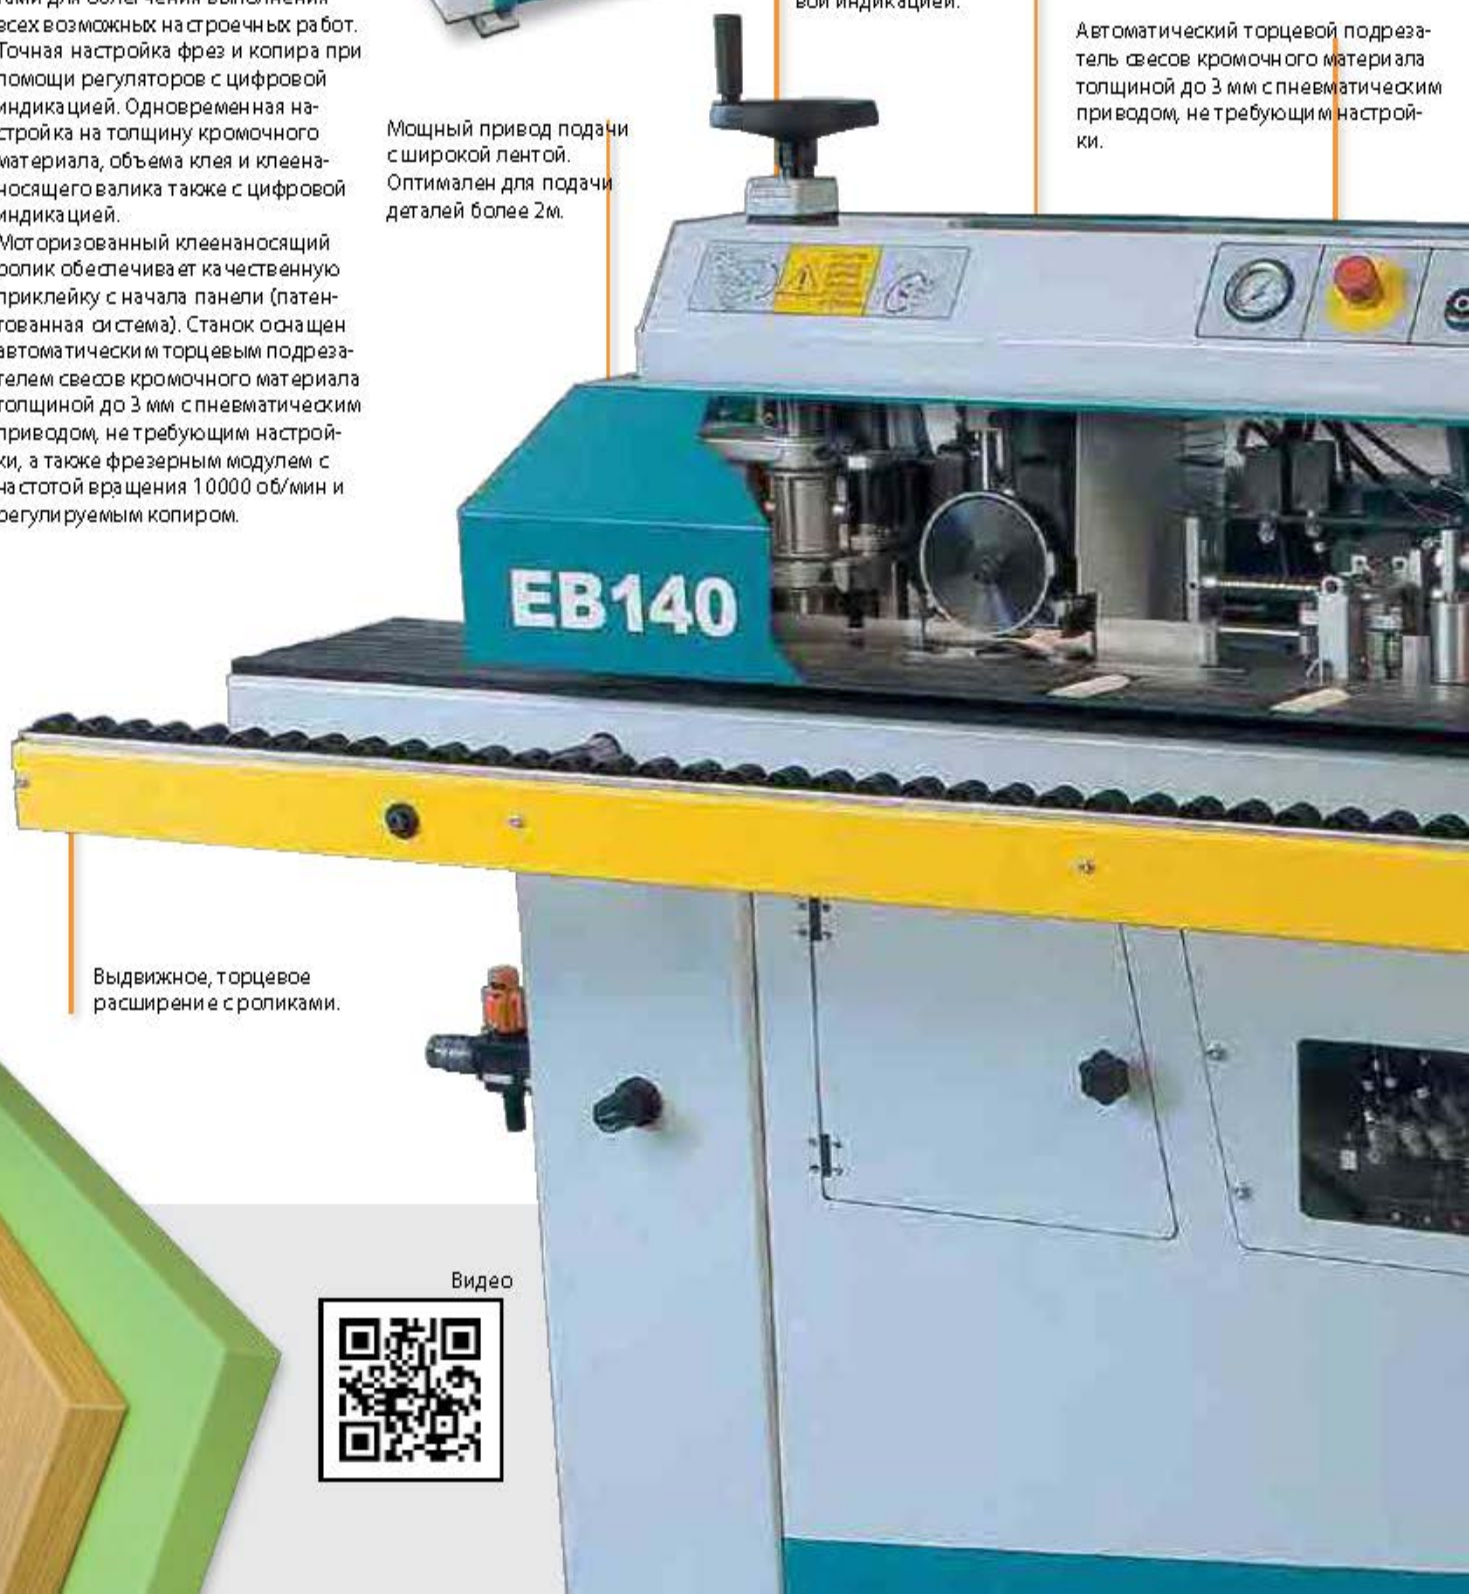 для облегчения выполнения
всех возможных настроечных работ.
Точная настройка фрез и копира при
помощи регуляторов с цифровой
индикацией. Одновременная на-
стройка на толщину кромочного
материала, объема клея и клеена-
носящего валика также с цифровой
индикацией.
Моторизованный клеенаносящий
ролик обеспечивает качественную
приклейку с начала панели (патен-
тованная система). Станок оснащен
автоматическим торцевым подреза-
телем свесов кромочного материала
толщиной до 3 мм с пневматическим
приводом, не требующим настрой-
ки, а также фрезерным модулем с
частотой вращения 10000 об/мин и
регулируемым копиром.
Мощный привод подачи
с широкой лентой.
Оптимален для подачи
деталей более 2м.
вой индикацией.
Автоматический торцевой подреза-
тель свесов кромочного материала
толщиной до 3 мм с пневматическим
приводом, не требующим настрой-
ки.
EB140
Выдвижное, торцевое
расширение с роликами.
Видео